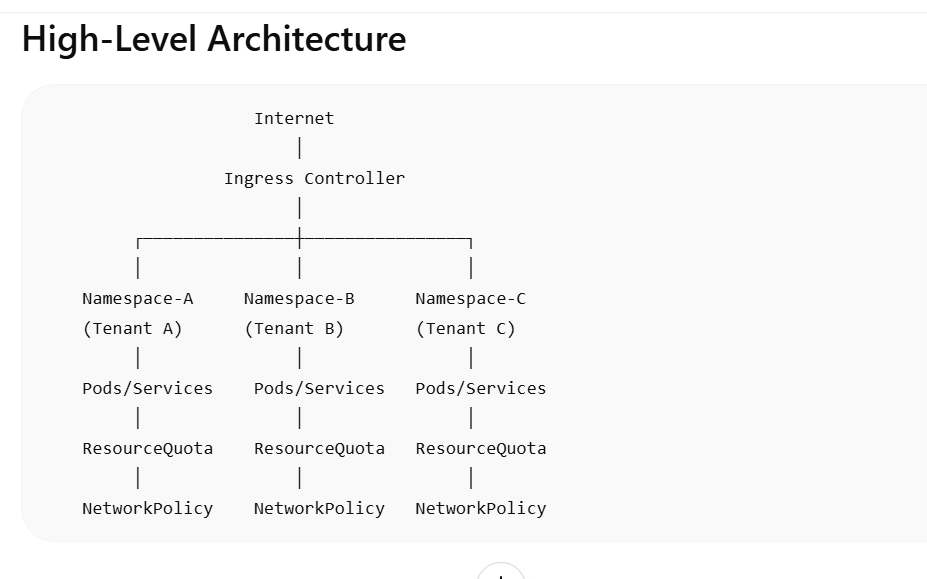 High-Level Architecture
Internet
Ingress Controller
Namespace-A Namespace-B Namespace-C
(Tenant A) (Tenant B) (Tenant C)
Pods/Services Pods/Services Pods/Services
ResourceQuota ResourceQuota ResourceQuota
NetworkPolicy NetworkPolicy NetworkPolicy